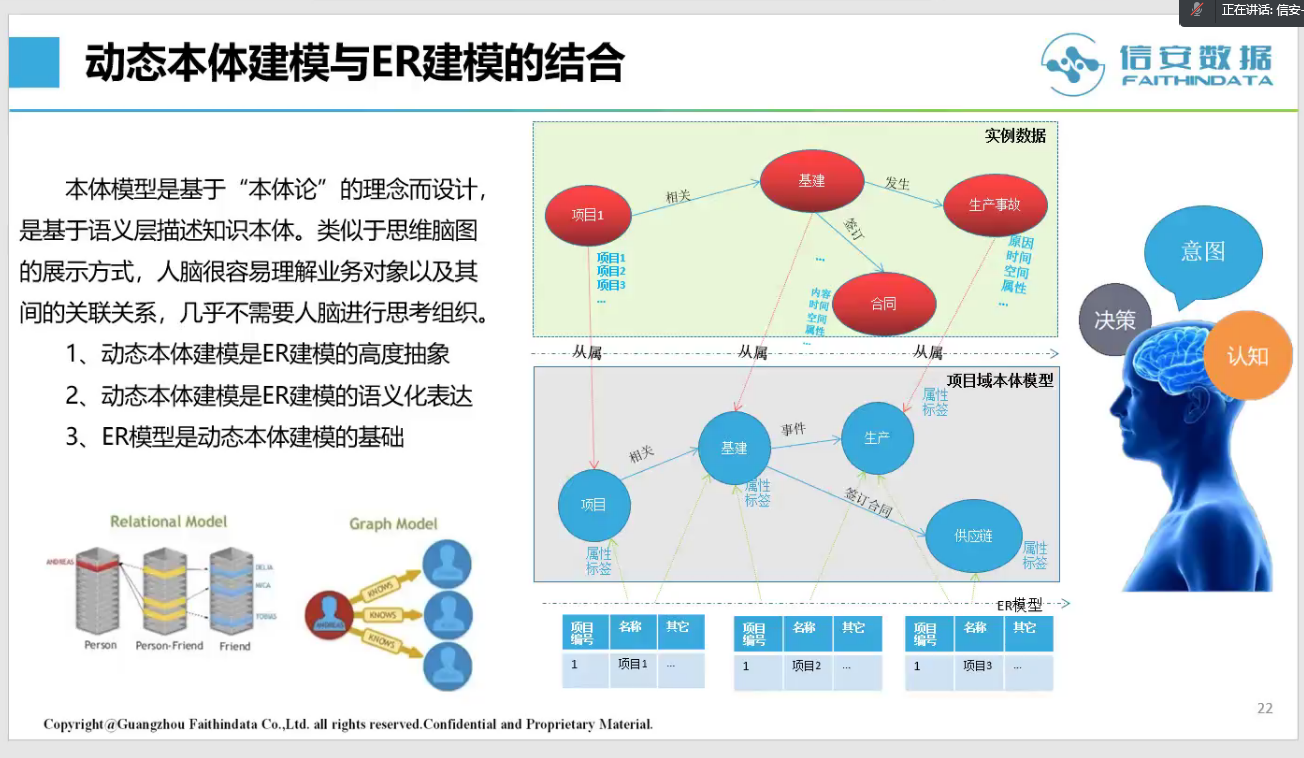 正在讲话: 信安
动态本体建模与ER建模的结合
信安数据
FAITHINDATA
本体模型是基于“本体论”的理念而设计，
是基于语义层描述知识本体。类似于思维脑图
的展示方式，人脑很容易理解业务对象以及其
间的关联关系，几乎不需要人脑进行思考组织。
1、动态本体建模是ER建模的高度抽象
2、动态本体建模是ER建模的语义化表达
3、ER模型是动态本体建模的基础
Relational Model
ANDREAS
DELIA
MICA
TOBIAS
Person
Person-Friend
Friend
Graph Model
ANDREAS
KNOWS
KNOWS
KNOWS
实例数据
项目1
相关
基建
发生
生产事故
签订
合同
项目1
项目2
项目3
...
...
内容
时间
空间
属性
...
原因
时间
空间
属性
...
从属
从属
从属
项目域本体模型
项目
相关
基建
事件
生产
签订合同
供应链
属性
标签
属性
标签
属性
标签
属性
标签
ER模型
项目编号 名称 其它
1 项目1 ...
项目编号 名称 其它
1 项目2 ...
项目编号 名称 其它
1 项目3 ...
意图
决策
认知
22
Copyright@Guangzhou Faithindata Co.,Ltd. all rights reserved.Confidential and Proprietary Material.